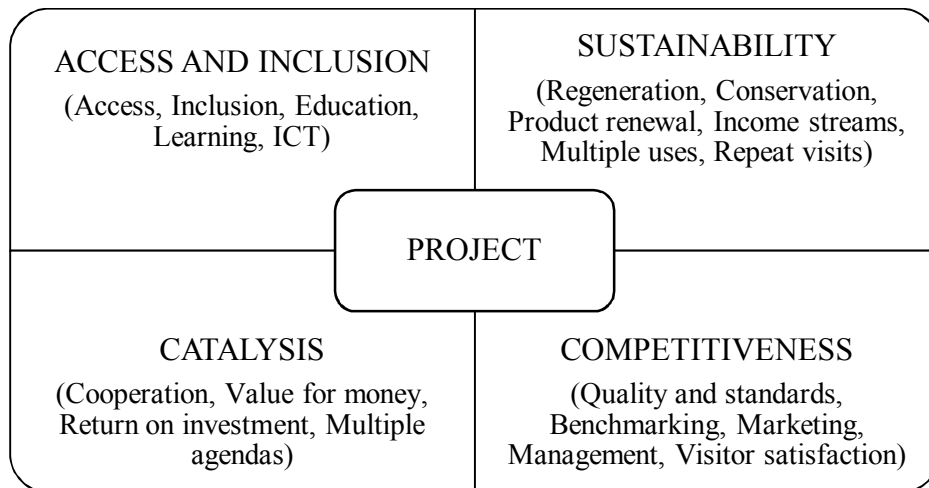 ACCESS AND INCLUSION
(Access, Inclusion, Education,
Learning, ICT)
SUSTAINABILITY
(Regeneration, Conservation,
Product renewal, Income streams,
Multiple uses, Repeat visits)
PROJECT
CATALYSIS
(Cooperation, Value for money,
Return on investment, Multiple
agendas)
COMPETITIVENESS
(Quality and standards,
Benchmarking, Marketing,
Management, Visitor satisfaction)